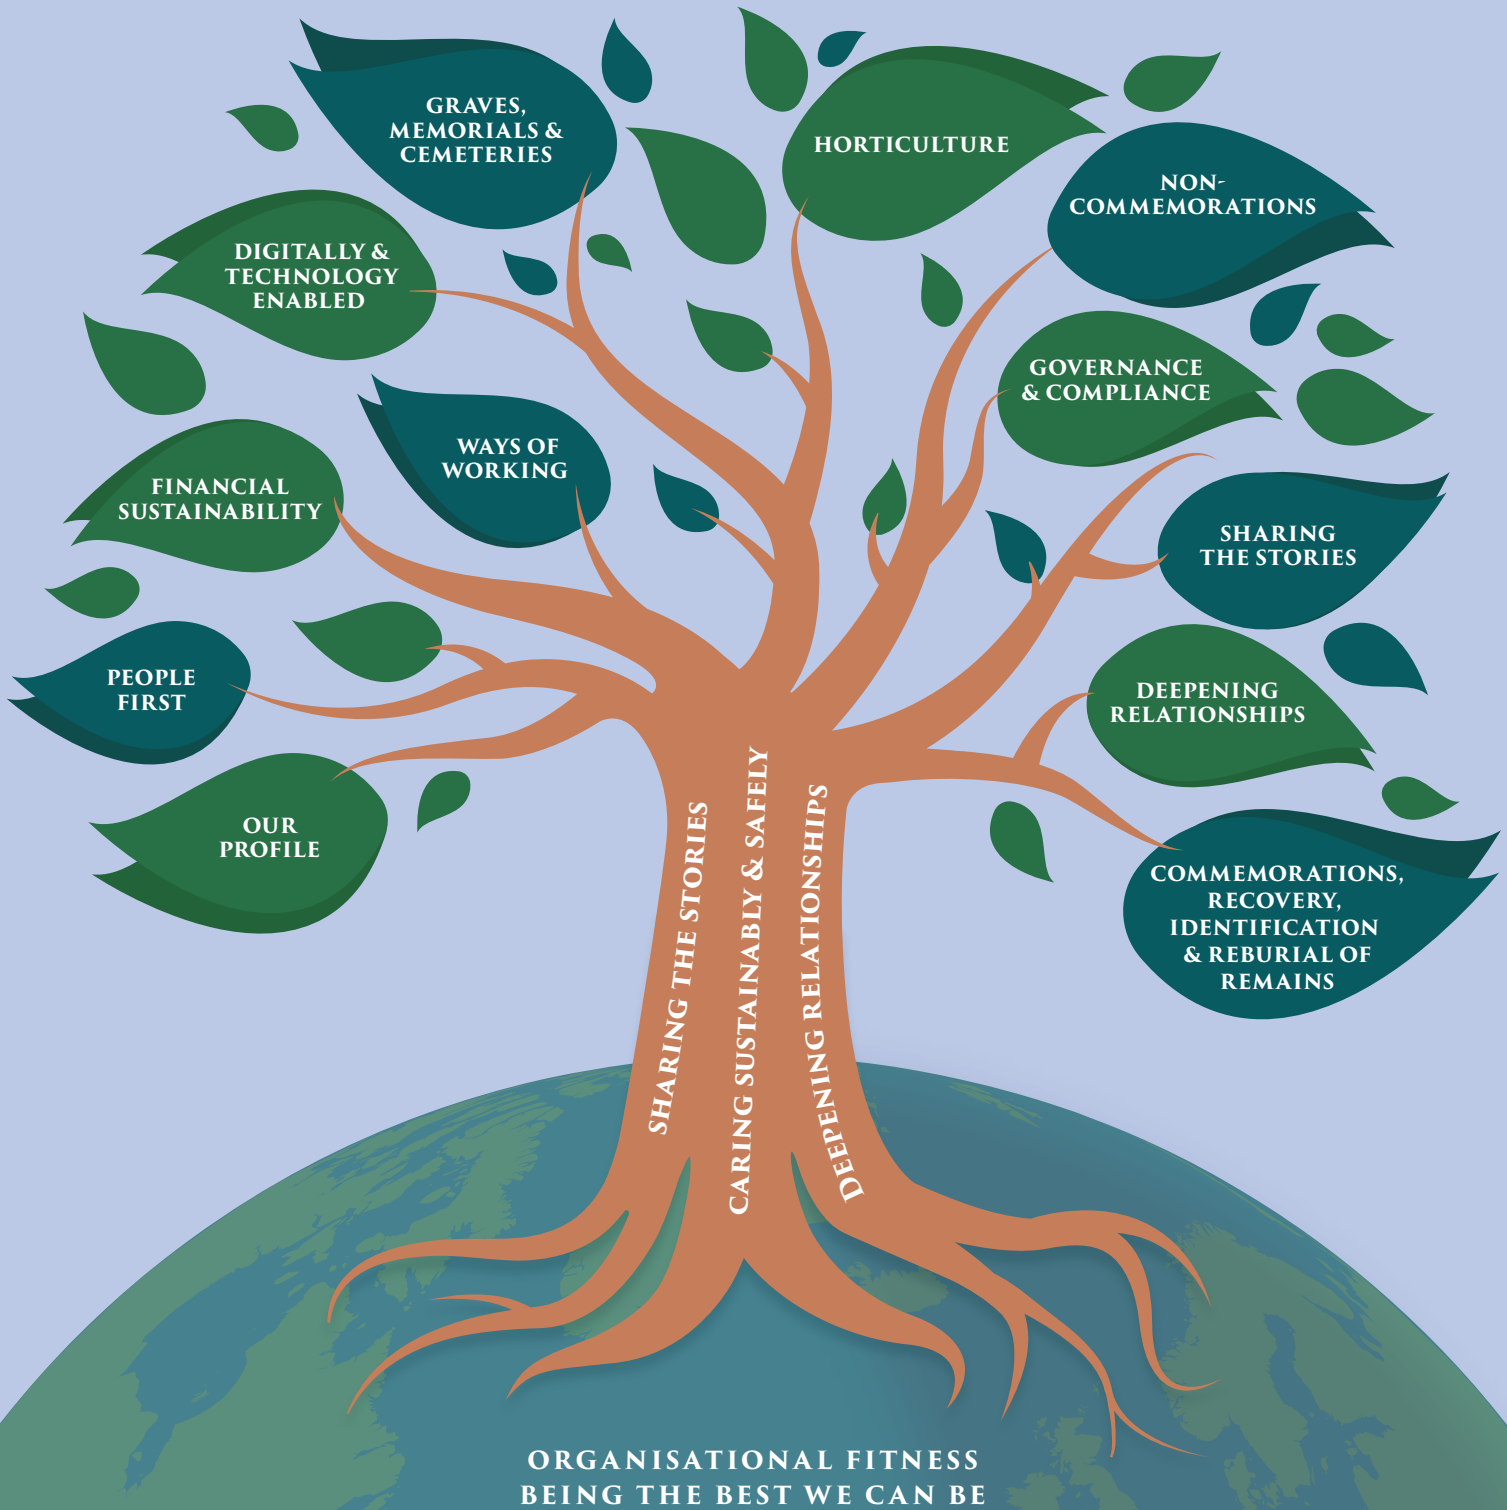 GRAVES,
MEMORIALS &
CEMETERIES
HORTICULTURE
NON-
COMMEMORATIONS
DIGITALLY &
TECHNOLOGY
ENABLED
GOVERNANCE
& COMPLIANCE
WAYS OF
WORKING
FINANCIAL
SUSTAINABILITY
SHARING
THE STORIES
PEOPLE
FIRST
DEEPENING
RELATIONSHIPS
OUR
PROFILE
COMMEMORATIONS,
RECOVERY,
IDENTIFICATION
& REBURIAL OF
REMAINS
SHARING THE STORIES
CARING SUSTAINABLY & SAFELY
DEEPENING RELATIONSHIPS
ORGANISATIONAL FITNESS
BEING THE BEST WE CAN BE